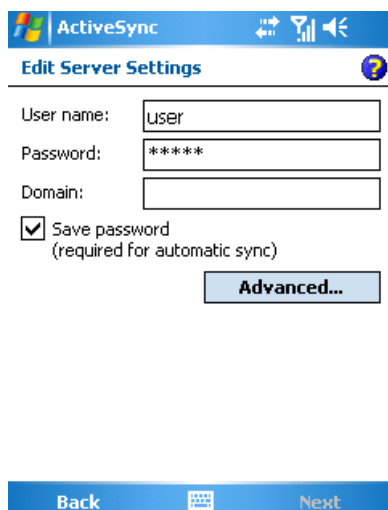 ActiveSync
Edit Server Settings
?
User name: user
Password: *****
Domain:
Save password
(required for automatic sync)
Advanced...
Back Next